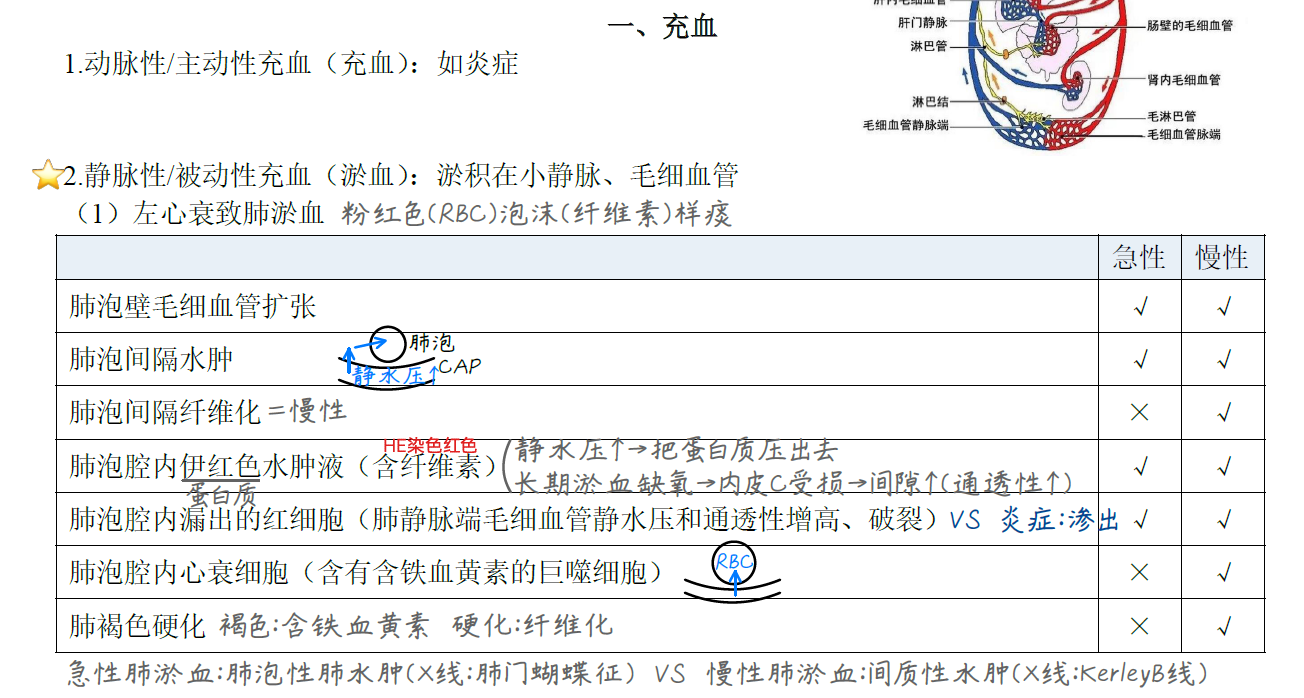 一、充血
肝内毛细血管
肝门静脉
淋巴管
淋巴结
毛细血管静脉端
肠壁的毛细血管
肾内毛细血管
毛淋巴管
毛细血管动脉端
1.动脉性/主动性充血（充血）：如炎症
⭐2.静脉性/被动性充血（淤血）：淤积在小静脉、毛细血管
（1）左心衰致肺淤血 粉红色(RBC)泡沫(纤维素)样痰
急性 慢性
肺泡壁毛细血管扩张 √ √
肺泡间隔水肿 √ √
肺泡
CAP
静水压↑
肺泡间隔纤维化 =慢性 × √
HE染色红色
肺泡腔内伊红色水肿液（含纤维素） √ √
蛋白质
静水压↑→把蛋白质压出去
长期淤血缺氧→内皮C受损→间隙↑(通透性↑)
肺泡腔内漏出的红细胞（肺静脉端毛细血管静水压和通透性增高、破裂）VS 炎症:渗出 √ √
肺泡腔内心衰细胞（含有含铁血黄素的巨噬细胞） × √
RBC
肺褐色硬化 褐色:含铁血黄素 硬化:纤维化 × √
急性肺淤血:肺泡性肺水肿(X线:肺门蝴蝶征) VS 慢性肺淤血:间质性水肿(X线:KerleyB线)